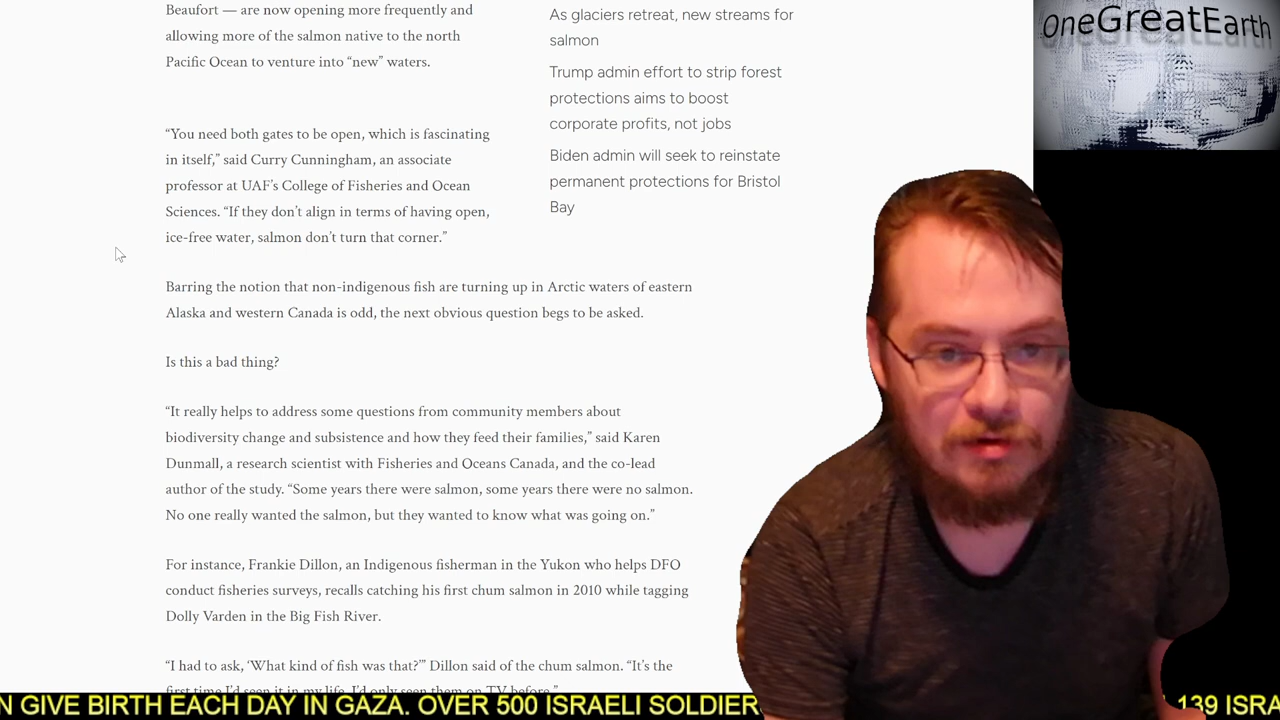 Beaufort — are now opening more frequently and
allowing more of the salmon native to the north
Pacific Ocean to venture into “new” waters.
“You need both gates to be open, which is fascinating
in itself,” said Curry Cunningham, an associate
professor at UAF’s College of Fisheries and Ocean
Sciences. “If they don’t align in terms of having open,
ice-free water, salmon don’t turn that corner.”
Barring the notion that non-indigenous fish are turning up in Arctic waters of eastern
Alaska and western Canada is odd, the next obvious question begs to be asked.
Is this a bad thing?
“It really helps to address some questions from community members about
biodiversity change and subsistence and how they feed their families,” said Karen
Dunmall, a research scientist with Fisheries and Oceans Canada, and the co-lead
author of the study. “Some years there were salmon, some years there were no salmon.
No one really wanted the salmon, but they wanted to know what was going on.”
For instance, Frankie Dillon, an Indigenous fisherman in the Yukon who helps DFO
conduct fisheries surveys, recalls catching his first chum salmon in 2010 while tagging
Dolly Varden in the Big Fish River.
“I had to ask, ‘What kind of fish was that?’” Dillon said of the chum salmon. “It’s the
first time I’d seen it in my life. I’d only seen them on TV before.”
As glaciers retreat, new streams for
salmon
Trump admin effort to strip forest
protections aims to boost
corporate profits, not jobs
Biden admin will seek to reinstate
permanent protections for Bristol
Bay
OneGreatEarth
N GIVE BIRTH EACH DAY IN GAZA. OVER 500 ISRAELI SOLDIER 139 ISRA